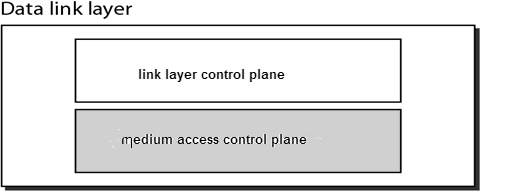 Data link layer
link layer control plane
medium access control plane